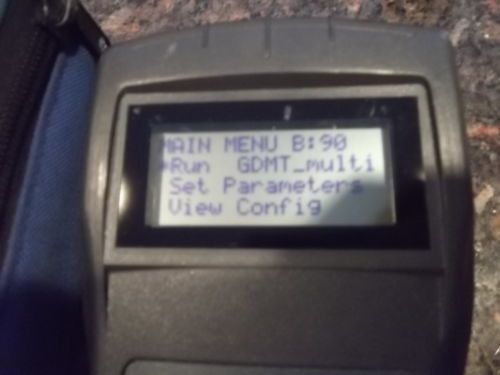 MAIN MENU B:90
*Run GDMT_multi
Set Parameters
View Config